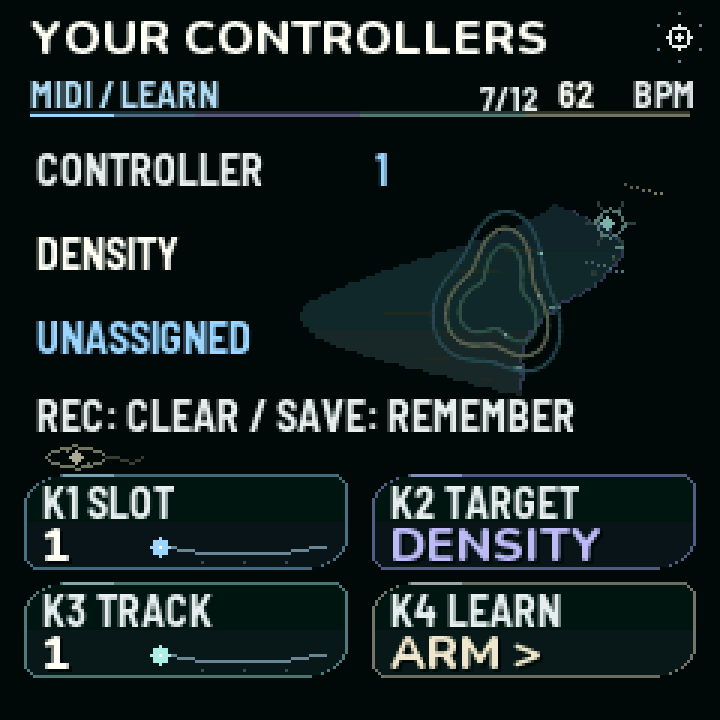 YOUR CONTROLLERS
MIDI / LEARN 7/12 62 BPM
CONTROLLER 1
DENSITY
UNASSIGNED
REC: CLEAR / SAVE: REMEMBER
K1 SLOT
1
K2 TARGET
DENSITY
K3 TRACK
1
K4 LEARN
ARM >